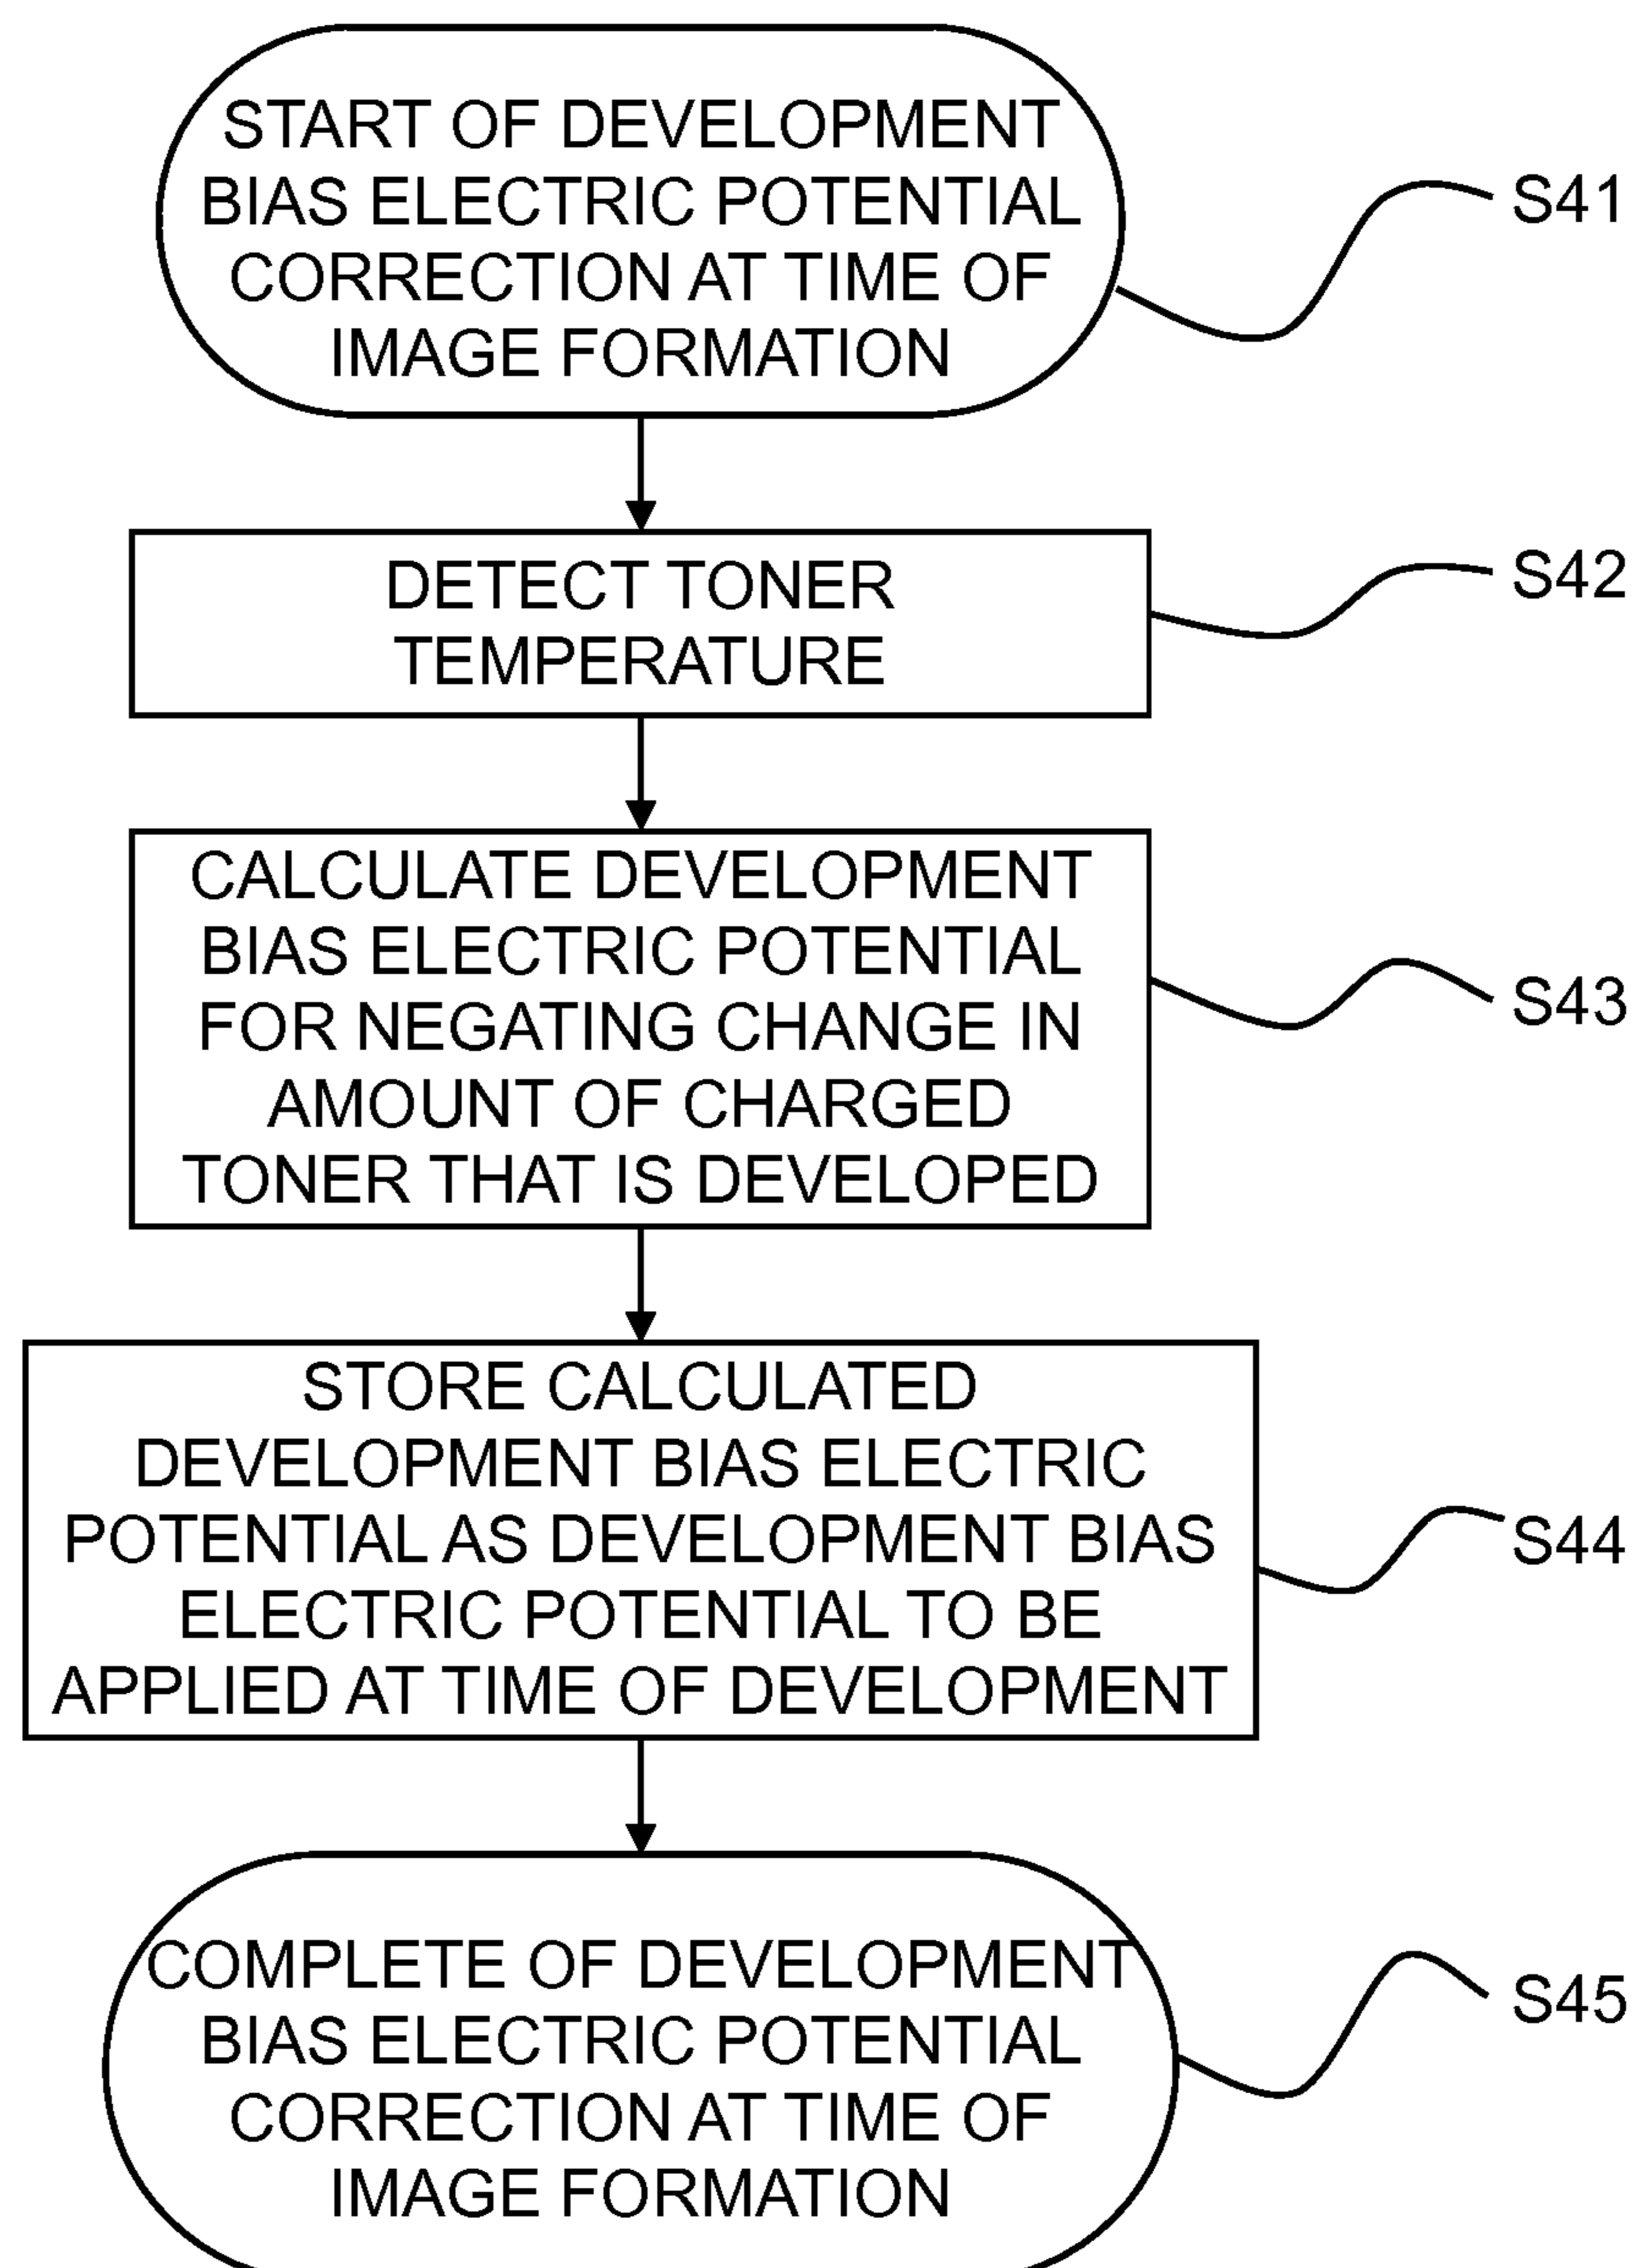 START OF DEVELOPMENT
BIAS ELECTRIC POTENTIAL
CORRECTION AT TIME OF
IMAGE FORMATION
S41
DETECT TONER
TEMPERATURE
S42
CALCULATE DEVELOPMENT
BIAS ELECTRIC POTENTIAL
FOR NEGATING CHANGE IN
AMOUNT OF CHARGED
TONER THAT IS DEVELOPED
S43
STORE CALCULATED
DEVELOPMENT BIAS ELECTRIC
POTENTIAL AS DEVELOPMENT BIAS
ELECTRIC POTENTIAL TO BE
APPLIED AT TIME OF DEVELOPMENT
S44
COMPLETE OF DEVELOPMENT
BIAS ELECTRIC POTENTIAL
CORRECTION AT TIME OF
IMAGE FORMATION
S45